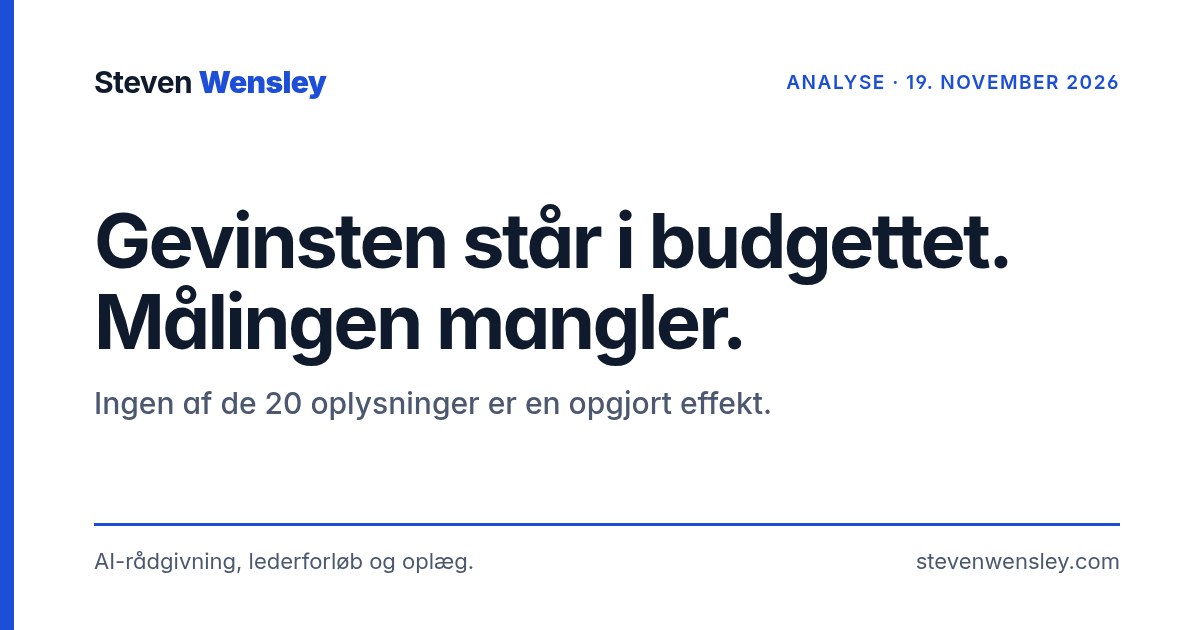 Steven Wensley
ANALYSE · 19. NOVEMBER 2026
Gevinsten står i budgettet.
Målingen mangler.
Ingen af de 20 oplysninger er en opgjort effekt.
AI-rådgivning, lederforløb og oplæg.
stevenwensley.com